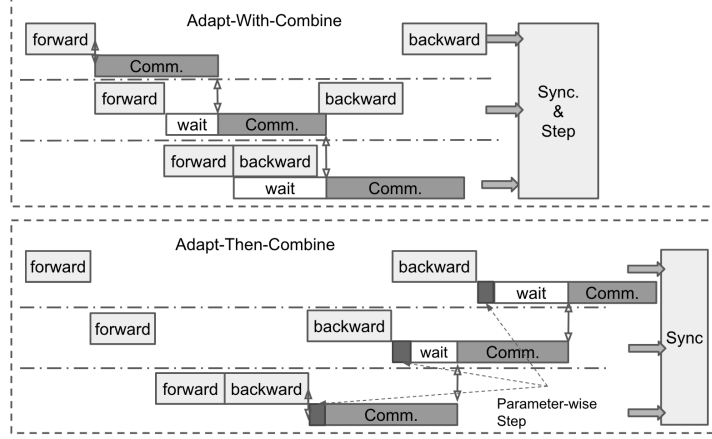 Adapt-With-Combine
forward
backward
Comm.
forward
backward
wait
Comm.
forward
backward
wait
Comm.
Sync.
&
Step
Adapt-Then-Combine
forward
backward
wait
Comm.
forward
backward
wait
Comm.
forward
backward
Comm.
Parameter-wise
Step
Sync